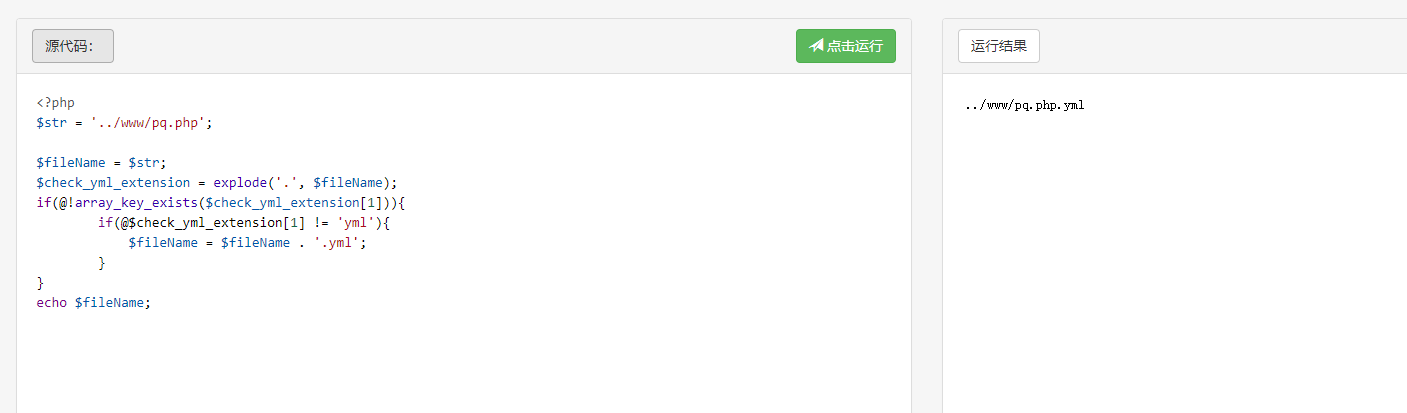 源代码： 点击运行 运行结果
<?php
$str = '../www/pq.php';
$fileName = $str;
$check_yml_extension = explode('.', $fileName);
if(@!array_key_exists($check_yml_extension[1])){
if(@$check_yml_extension[1] != 'yml'){
$fileName = $fileName . '.yml';
}
}
echo $fileName;
../www/pq.php.yml